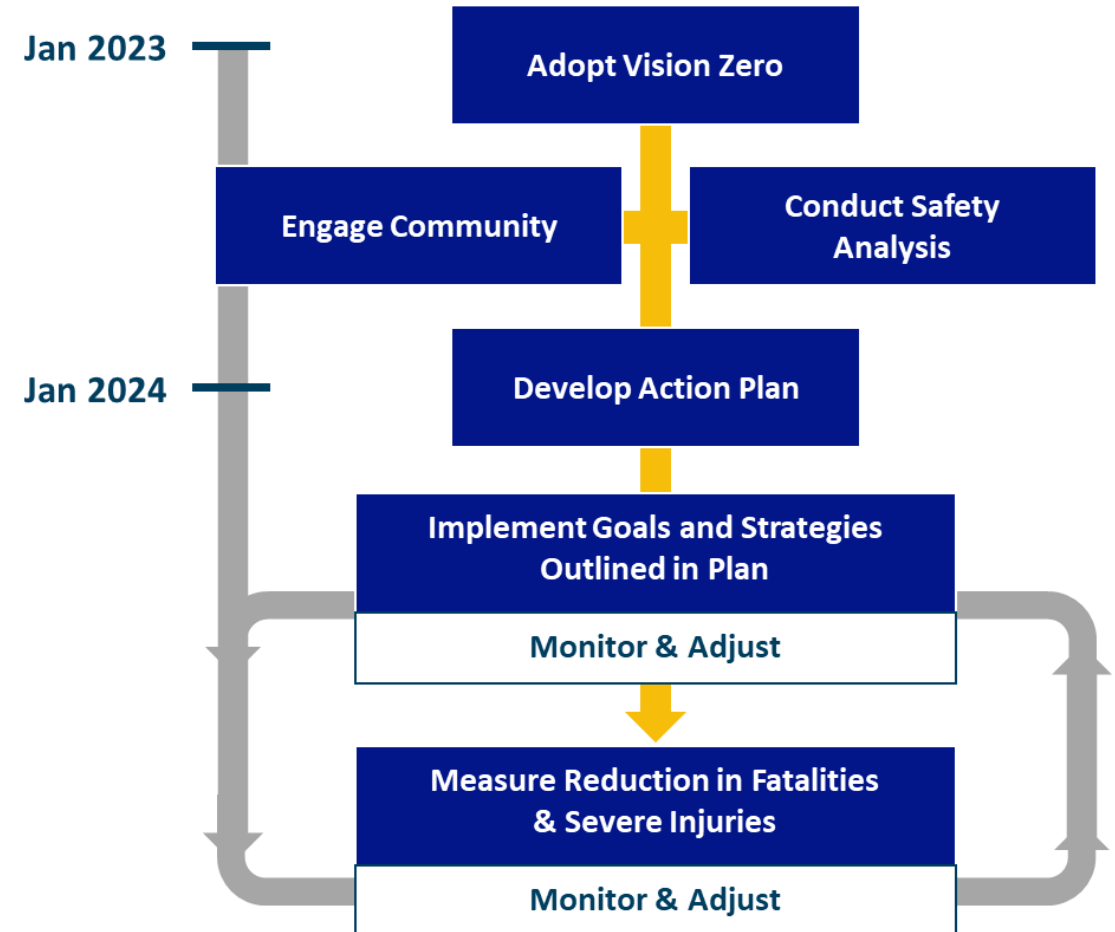 Jan 2023
Adopt Vision Zero
Engage Community
Conduct Safety
Analysis
Jan 2024
Develop Action Plan
Implement Goals and Strategies
Outlined in Plan
Monitor & Adjust
Measure Reduction in Fatalities
& Severe Injuries
Monitor & Adjust